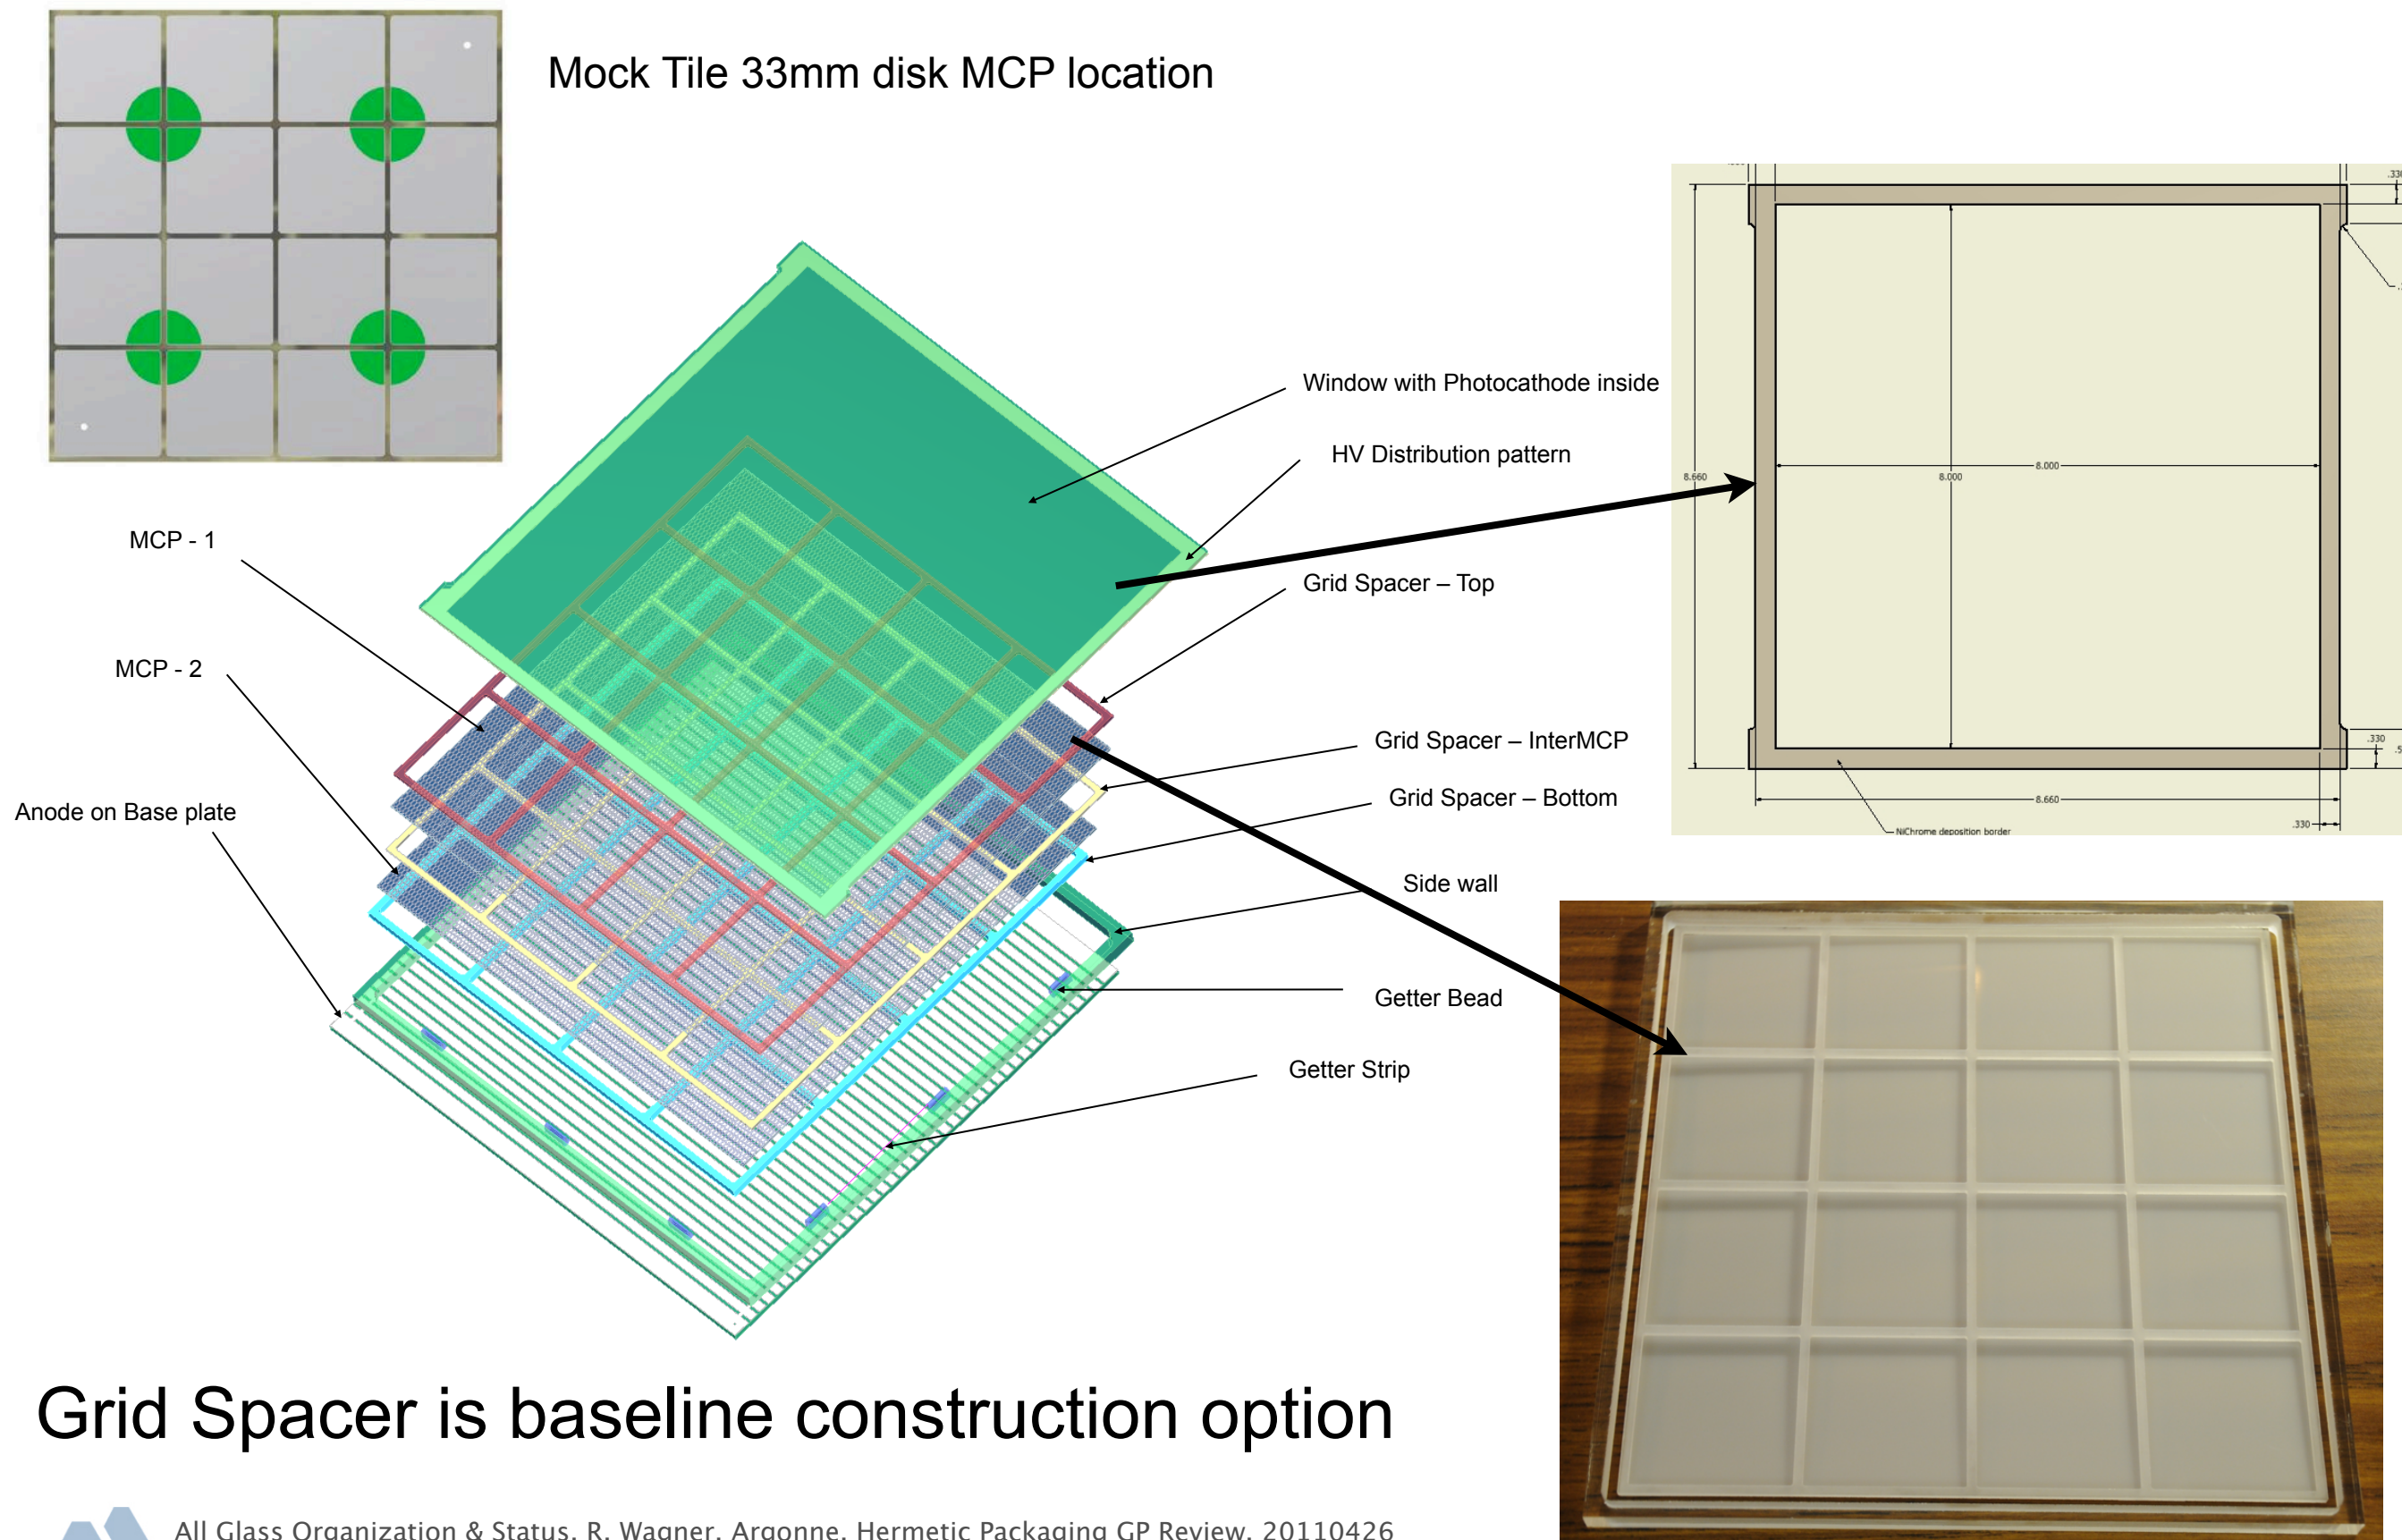 Mock Tile 33mm disk MCP location
.330
8.660
8.000
8.000
.330
8.660
.330
NiChrome deposition border
Window with Photocathode inside
HV Distribution pattern
MCP - 1
Grid Spacer – Top
MCP - 2
Grid Spacer – InterMCP
Grid Spacer – Bottom
Anode on Base plate
Side wall
Getter Bead
Getter Strip
Grid Spacer is baseline construction option
All Glass Organization & Status, R. Wagner, Argonne, Hermetic Packaging GP Review, 20110426